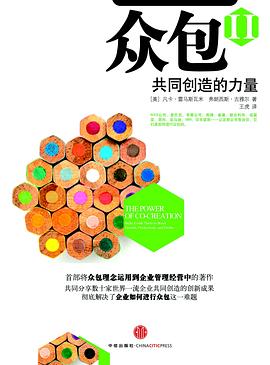 众包 II
共同创造的力量
[美] 凡卡·雷马斯瓦米 弗朗西斯·古雅尔 著
王虎 译
THE POWER
OF CO-CREATION
首部将众包理念运用到企业管理经营中的著作
共同分享数十家世界一流企业共同创造的创新成果
彻底解决了企业如何进行众包这一难题
中信出版社·CHINACITICPRESS